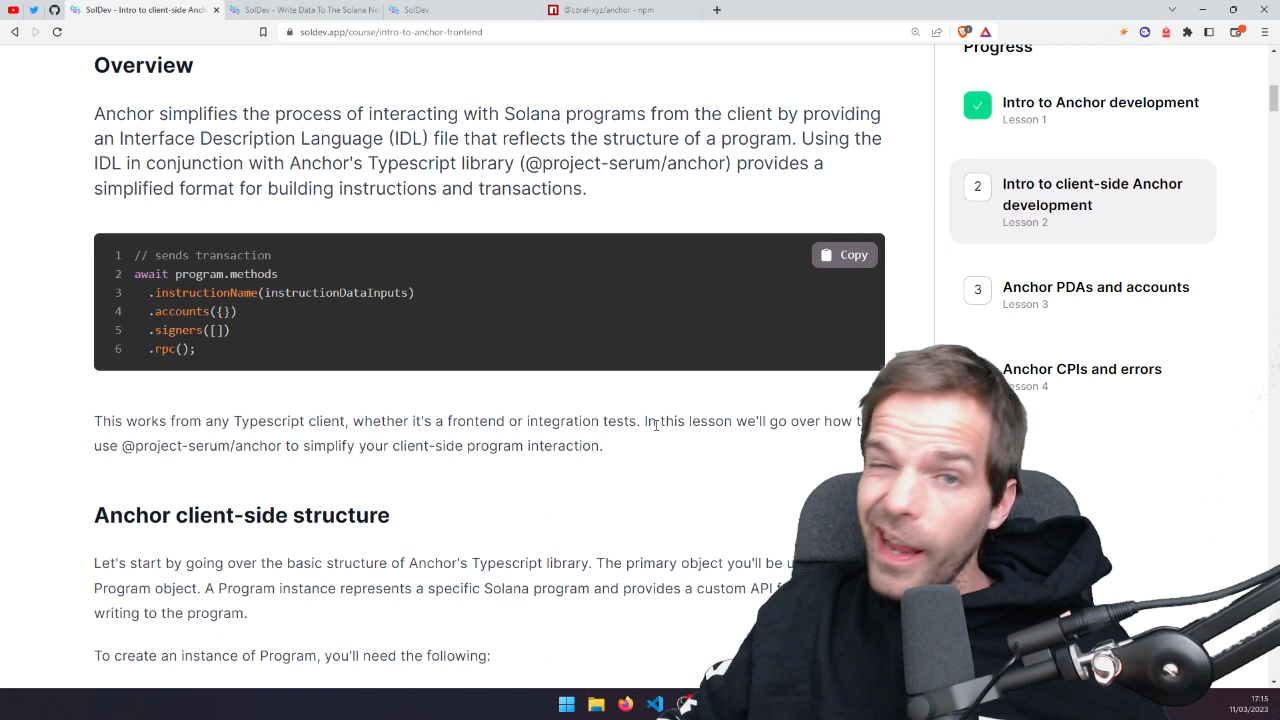 SolDev - Intro to client-side Anch
SolDev - Write Data To The Solana Ne
SolDev
@coral-xyz/anchor - npm
soldev.app/course/intro-to-anchor-frontend
Overview
Anchor simplifies the process of interacting with Solana programs from the client by providing
an Interface Description Language (IDL) file that reflects the structure of a program. Using the
IDL in conjunction with Anchor's Typescript library (@project-serum/anchor) provides a
simplified format for building instructions and transactions.
Copy
1 // sends transaction
2 await program.methods
3 .instructionName(instructionDataInputs)
4 .accounts({})
5 .signers([])
6 .rpc();
This works from any Typescript client, whether it's a frontend or integration tests. In this lesson we'll go over how
use @project-serum/anchor to simplify your client-side program interaction.
Anchor client-side structure
Let's start by going over the basic structure of Anchor's Typescript library. The primary object you'll be
Program object. A Program instance represents a specific Solana program and provides a custom API
writing to the program.
To create an instance of Program, you'll need the following:
Progress
Intro to Anchor development
Lesson 1
2
Intro to client-side Anchor
development
Lesson 2
3
Anchor PDAs and accounts
Lesson 3
Anchor CPIs and errors
Lesson 4
17:15
11/03/2023